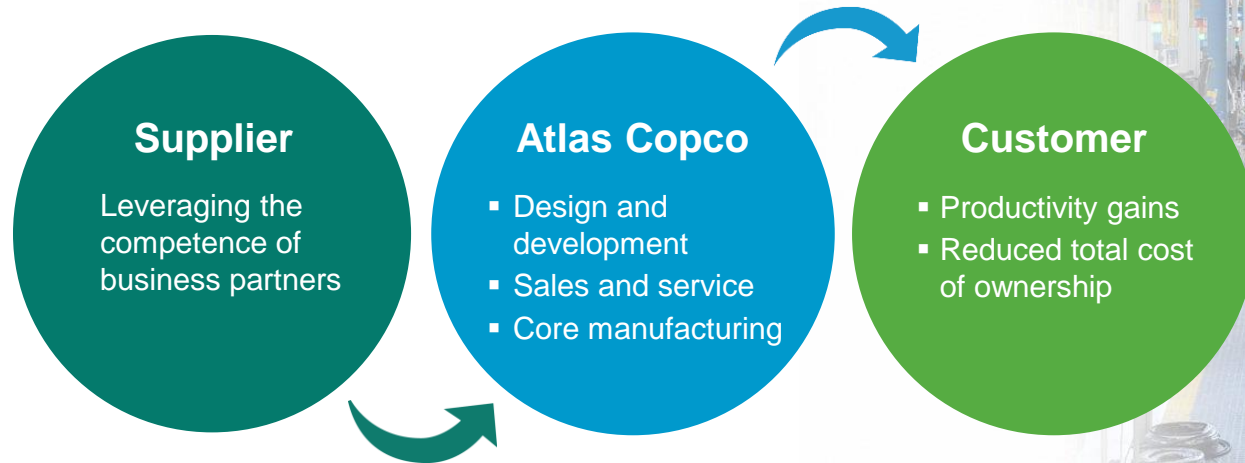 Supplier
Leveraging the
competence of
business partners
Atlas Copco
▪ Design and
development
▪ Sales and service
▪ Core manufacturing
Customer
▪ Productivity gains
▪ Reduced total cost
of ownership